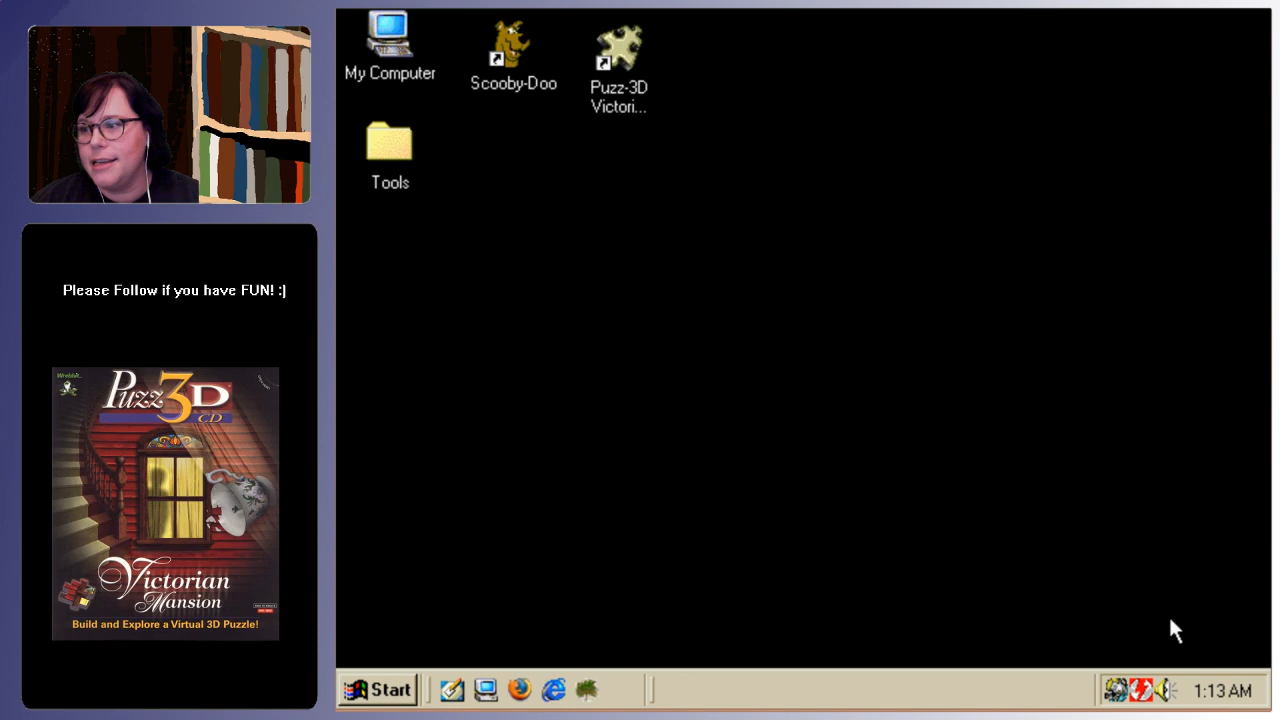 My Computer
Scooby-Doo
Puzz-3D
Victori...
Tools
Please Follow if you have FUN! :)
Wrebbit
Puzz3D
CD
Victorian
Mansion
Build and Explore a Virtual 3D Puzzle!
Start
1:13 AM